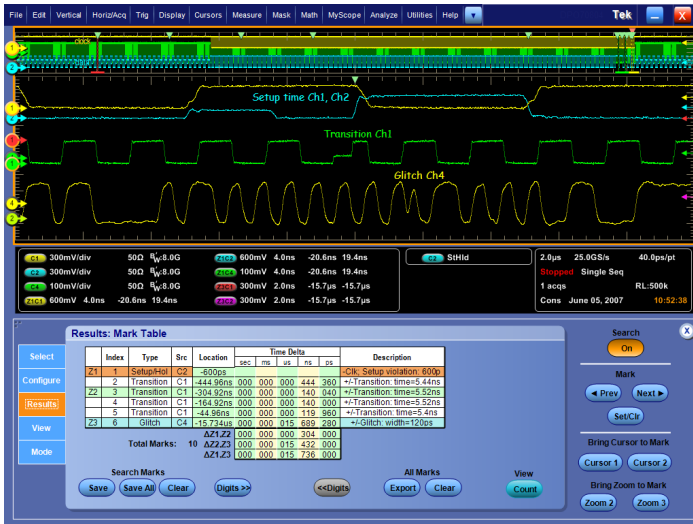 File Edit Vertical Horiz/Acq Trig Display Cursors Measure Mask Math MyScope Analyze Utilities Help Tek X
clock
Setup time Ch1, Ch2
Transition Ch1
Glitch Ch4
C1 300mV/div 50Ω BW:8.0G Z1C2 600mV 4.0ns -20.6ns 19.4ns C2 StHld 2.0µs 25.0GS/s 40.0ps/pt
C2 300mV/div 50Ω BW:8.0G Z1C4 100mV 4.0ns -20.6ns 19.4ns Stopped Single Seq
C4 100mV/div 50Ω BW:8.0G Z3C1 300mV 2.0ns -15.7µs -15.7µs 1 acqs RL:500k
Z1C1 600mV 4.0ns -20.6ns 19.4ns Z3C2 300mV 2.0ns -15.7µs -15.7µs Cons June 05, 2007 10:52:38
Results: Mark Table
Select
Configure
Results
View
Mode
Index Type Src Location Time Delta Description
sec ms us ns ps
Z1 1 Setup/Hol C2 -600ps -Clk; Setup violation: 600p
2 Transition C1 -444.96ns 000 000 000 444 360 +/-Transition: time=5.44ns
Z2 3 Transition C1 -304.92ns 000 000 000 140 040 +/-Transition: time=5.52ns
4 Transition C1 -164.92ns 000 000 000 140 000 +/-Transition: time=5.52ns
5 Transition C1 -44.96ns 000 000 000 119 960 +/-Transition: time=5.4ns
Z3 6 Glitch C4 -15.734us 000 000 015 689 280 +/-Glitch: width=120ps
ΔZ1.Z2 000 000 000 304 000
Total Marks: 10 ΔZ2.Z3 000 000 015 432 000
ΔZ1.Z3 000 000 015 736 000
Search Marks
Save Save All Clear Digits >> <<Digits
All Marks
Export Clear
View
Count
Search
On
X
Mark
Prev Next
Set/Clr
Bring Cursor to Mark
Cursor 1 Cursor 2
Bring Zoom to Mark
Zoom 2 Zoom 3